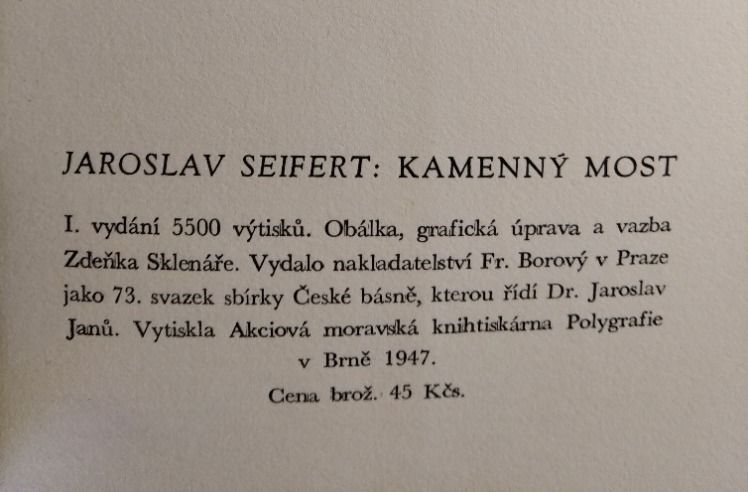 JAROSLAV SEIFERT: KAMENNÝ MOST
I. vydání 5500 výtisků. Obálka, grafická úprava a vazba
Zdeňka Sklenáře. Vydalo nakladatelství Fr. Borový v Praze
jako 73. svazek sbírky České básně, kterou řídí Dr. Jaroslav
Janů. Vytiskla Akciová moravská knihtiskárna Polygrafie
v Brně 1947.
Cena brož. 45 Kčs.